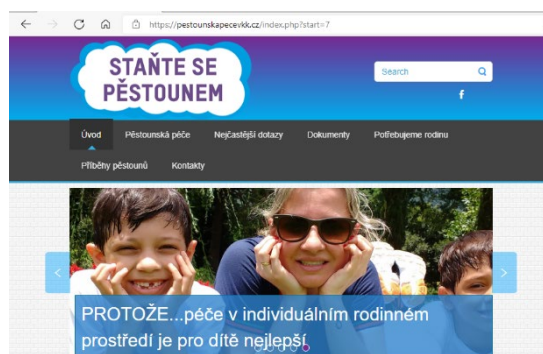 https://pestounskapecevkk.cz/index.php?start=7
STAŇTE SE
PĚSTOUNEM
Search
f
Úvod Pěstounská péče Nejčastější dotazy Dokumenty Potřebujeme rodinu
Příběhy pěstounů Kontakty
PROTOŽE...péče v individuálním rodinném
prostředí je pro dítě nejlepší